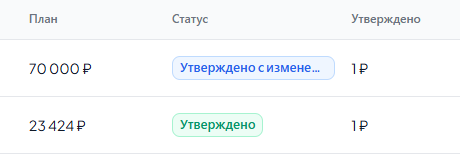 План Статус Утверждено
70 000 ₽ Утверждено с измене... 1 ₽
23 424 ₽ Утверждено 1 ₽